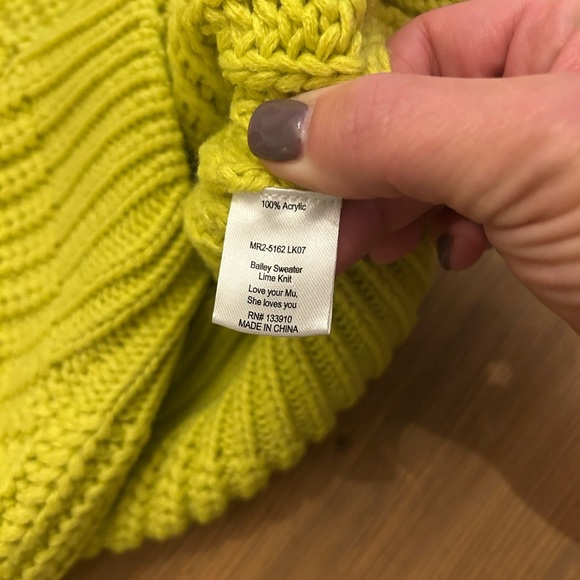 100% Acrylic
MR2-5162 LK07
Bailey Sweater
Lime Knit
Love your Mu,
She loves you
RN# 133910
MADE IN CHINA